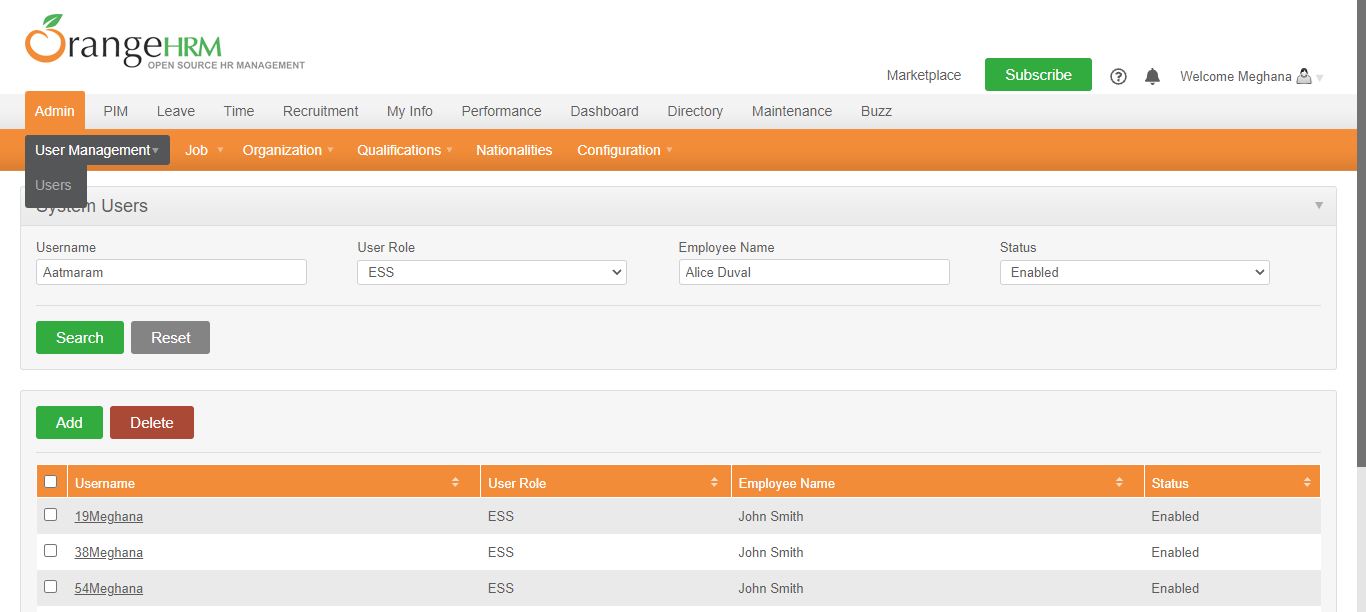 OrangeHRM
OPEN SOURCE HR MANAGEMENT
Marketplace Subscribe Welcome Meghana
Admin PIM Leave Time Recruitment My Info Performance Dashboard Directory Maintenance Buzz
User Management Job Organization Qualifications Nationalities Configuration
Users
System Users
Username User Role Employee Name Status
Aatmaram ESS Alice Duval Enabled
Search Reset
Add Delete
Username User Role Employee Name Status
19Meghana ESS John Smith Enabled
38Meghana ESS John Smith Enabled
54Meghana ESS John Smith Enabled